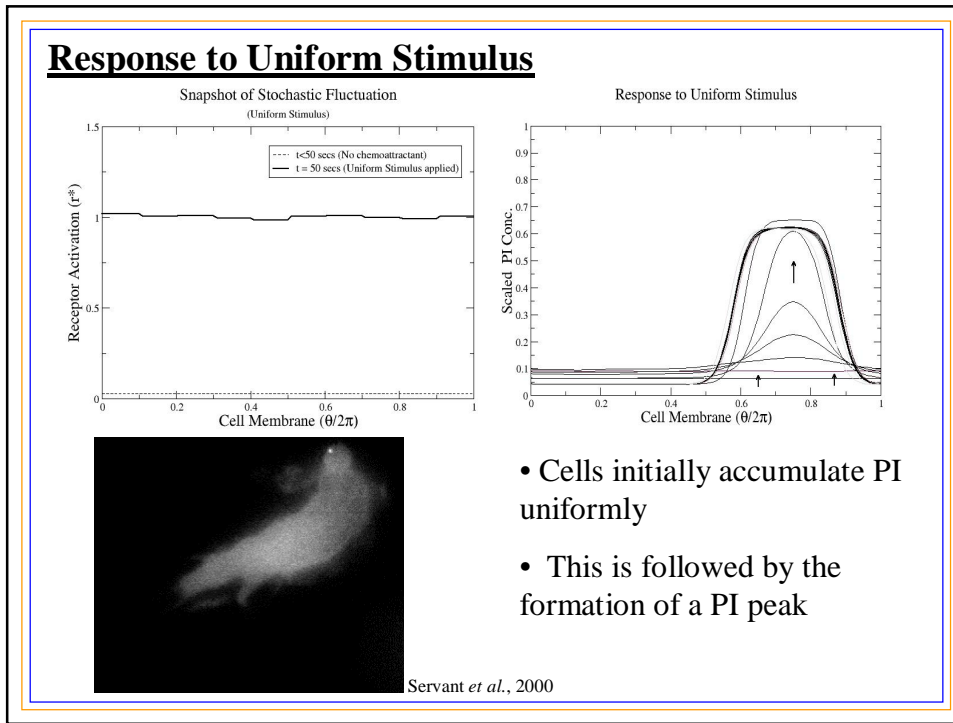 Response to Uniform Stimulus
Snapshot of Stochastic Fluctuation
(Uniform Stimulus)
1.5
1
0.5
0
t<50 secs (No chemoattractant)
t = 50 secs (Uniform Stimulus applied)
Receptor Activation (r*)
0 0.2 0.4 0.6 0.8 1
Cell Membrane (θ/2π)
Response to Uniform Stimulus
1
0.9
0.8
0.7
0.6
0.5
0.4
0.3
0.2
0.1
0
Scaled PI Conc.
0 0.2 0.4 0.6 0.8 1
Cell Membrane (θ/2π)
• Cells initially accumulate PI
uniformly
• This is followed by the
formation of a PI peak
Servant et al., 2000